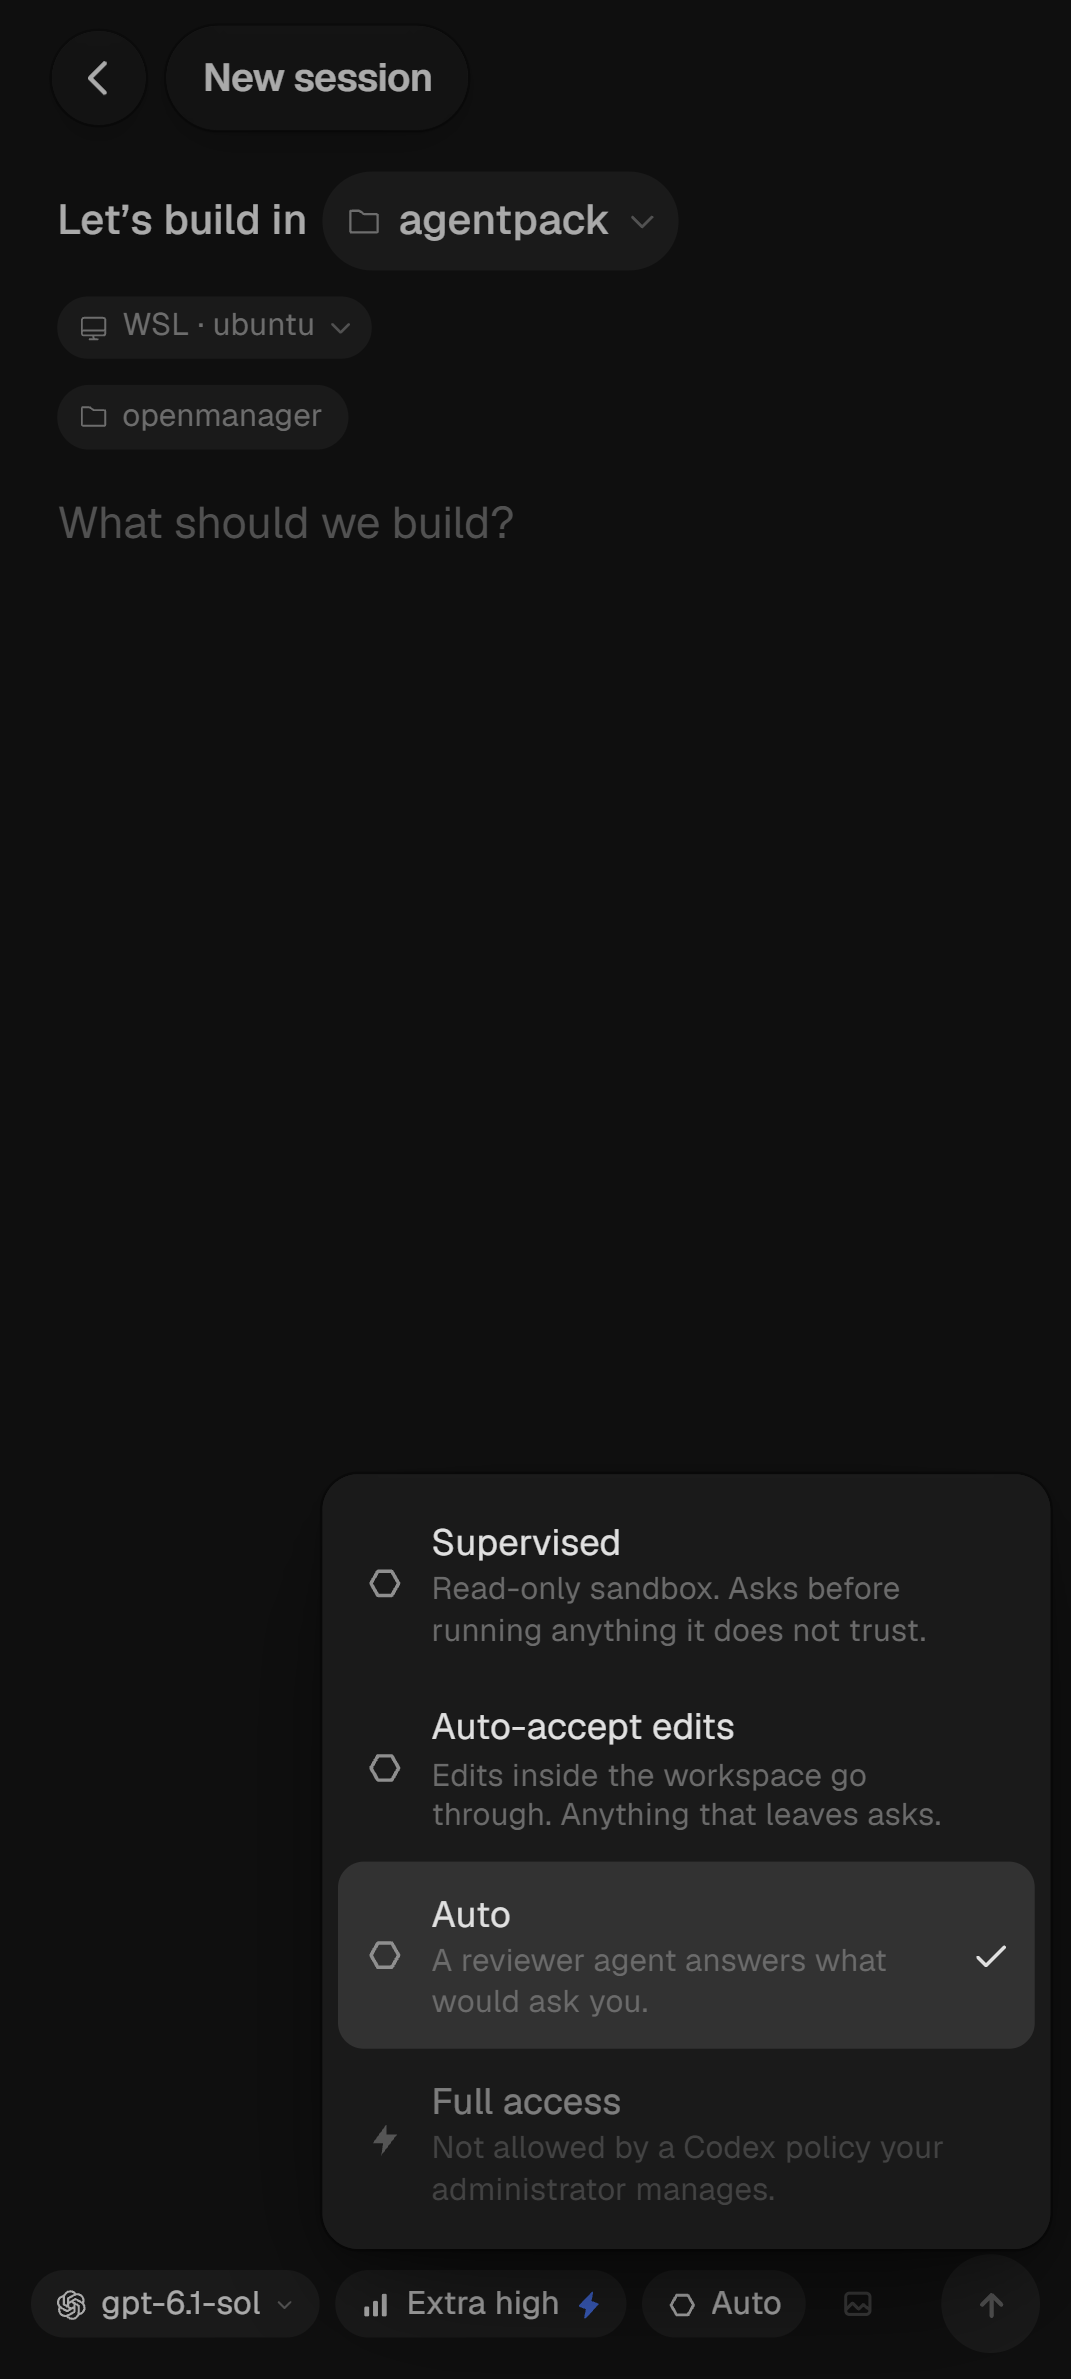 New session
Let’s build in agentpack
WSL · ubuntu
openmanager
What should we build?
Supervised
Read-only sandbox. Asks before
running anything it does not trust.
Auto-accept edits
Edits inside the workspace go
through. Anything that leaves asks.
Auto
A reviewer agent answers what
would ask you.
Full access
Not allowed by a Codex policy your
administrator manages.
gpt-6.1-sol Extra high Auto